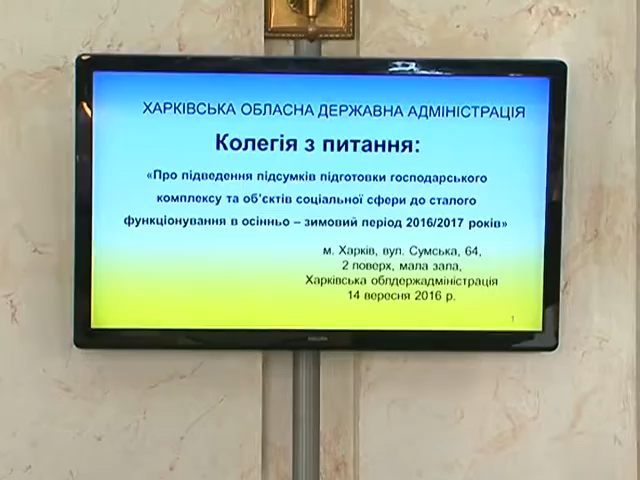 ХАРКІВСЬКА ОБЛАСНА ДЕРЖАВНА АДМІНІСТРАЦІЯ
Колегія з питання:
«Про підведення підсумків підготовки господарського
комплексу та об'єктів соціальної сфери до сталого
функціонування в осінньо – зимовий період 2016/2017 років»
м. Харків, вул. Сумська, 64,
2 поверх, мала зала,
Харківська облдержадміністрація
14 вересня 2016 р.
1
PHILIPS